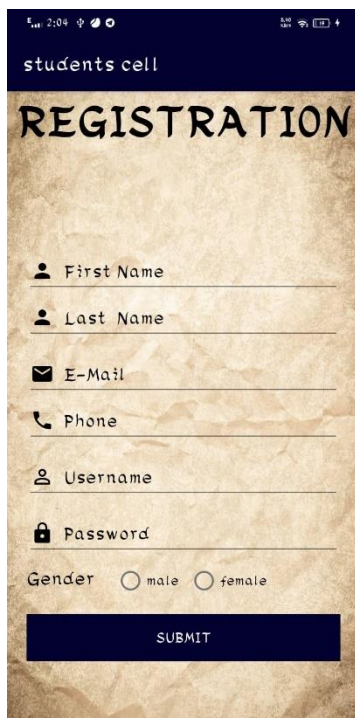 2:04
students cell
REGISTRATION
First Name
Last Name
E-Mail
Phone
Username
Password
Gender male female
SUBMIT